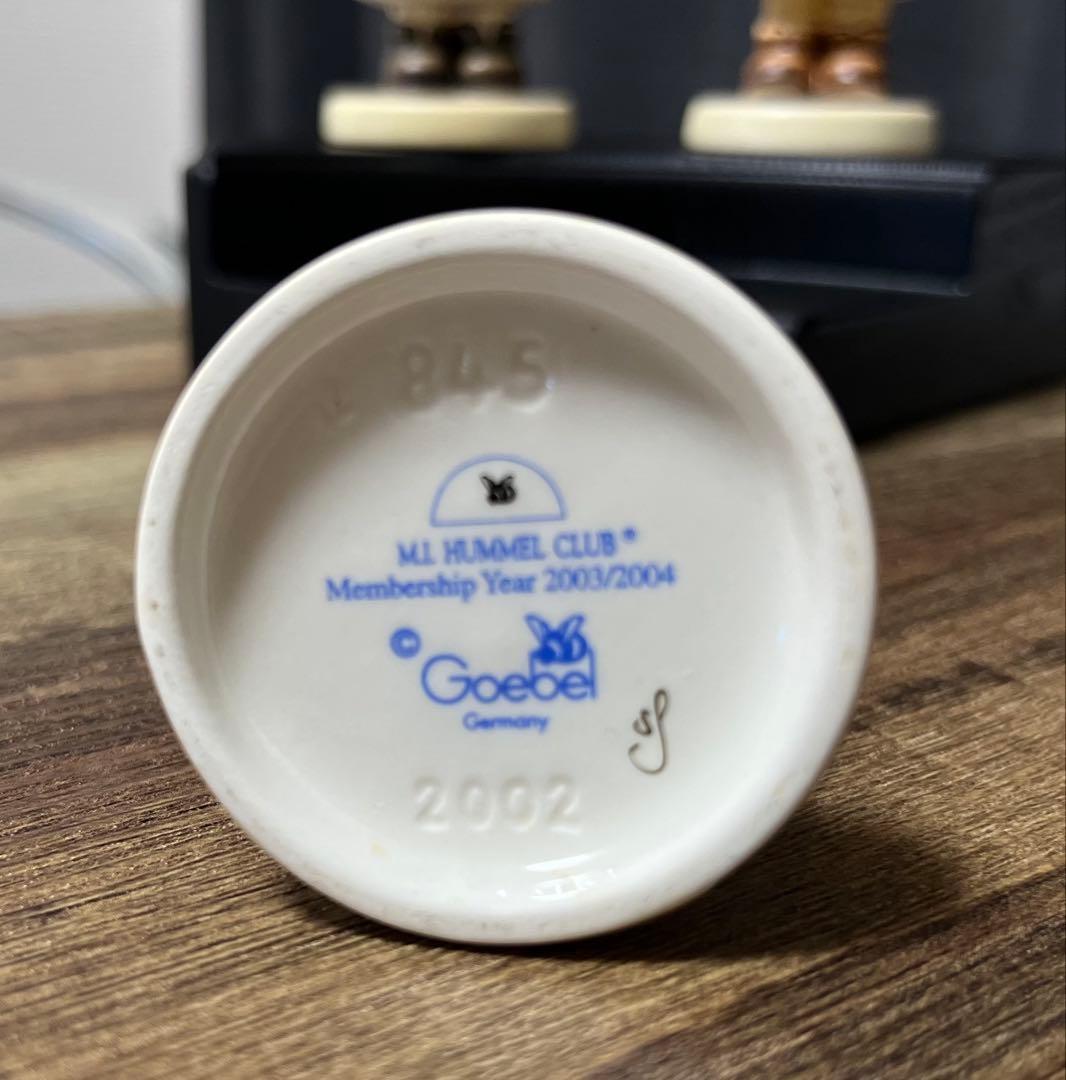 845
M.I. HUMMEL CLUB®
Membership Year 2003/2004
© Goebel
Germany
2002